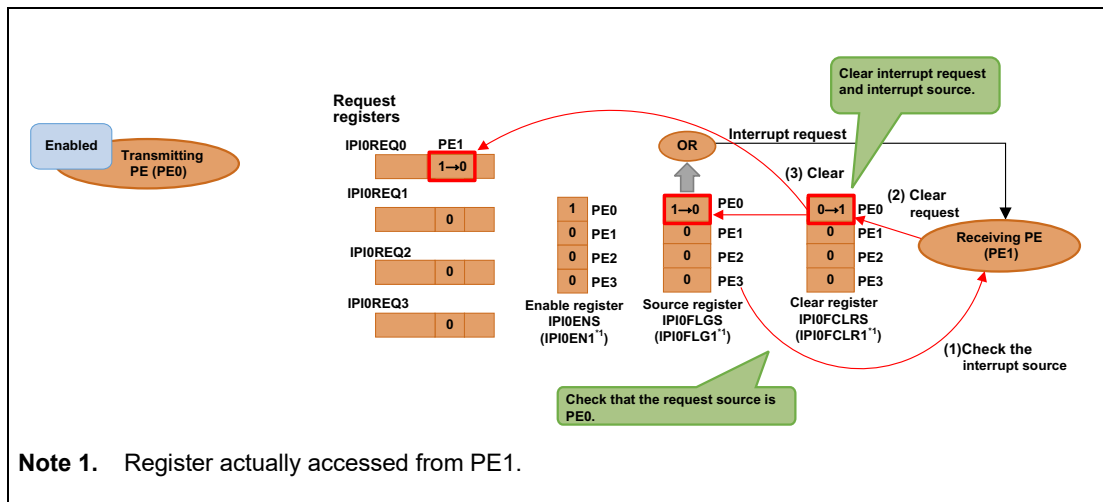 Clear interrupt request
and interrupt source.
Request
registers
Enabled
Transmitting
PE (PE0)
IPI0REQ0
PE1
1→0
IPI0REQ1
0
IPI0REQ2
0
IPI0REQ3
0
OR
Interrupt request
(3) Clear
(2) Clear
request
1 PE0
0 PE1
0 PE2
0 PE3
Enable register
IPI0ENS
(IPI0EN1*1)
1→0 PE0
0 PE1
0 PE2
0 PE3
Source register
IPI0FLGS
(IPI0FLG1*1)
0→1 PE0
0 PE1
0 PE2
0 PE3
Clear register
IPI0FCLRS
(IPI0FCLR1*1)
Receiving PE
(PE1)
(1)Check the
interrupt source
Check that the request source is
PE0.
Note 1. Register actually accessed from PE1.